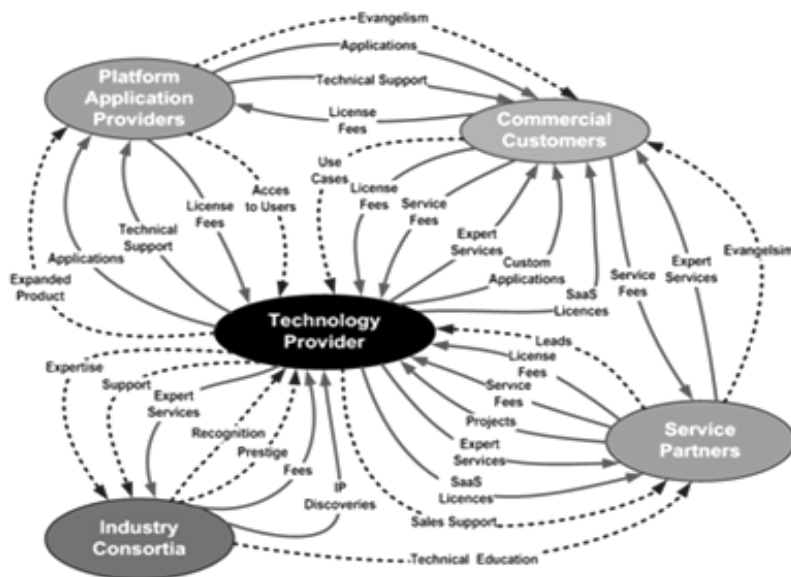 Evangelism
Applications
Platform
Application
Providers
Technical Support
License
Fees
Commercial
Customers
Use
Cases
License
Fees
Service
Fees
Acces
to Users
License
Fees
Technical
Support
Applications
Expanded
Product
Expert
Services
Custom
Applications
SaaS
Licences
Service
Fees
Expert
Services
Evangelsim
Technology
Provider
Leads
License
Fees
Service
Fees
Projects
Expert
Services
SaaS
Licences
Sales Support
Service
Partners
Expertise
Support
Expert
Services
Recognition
Prestige
Fees
IP
Discoveries
Industry
Consortia
Technical Education